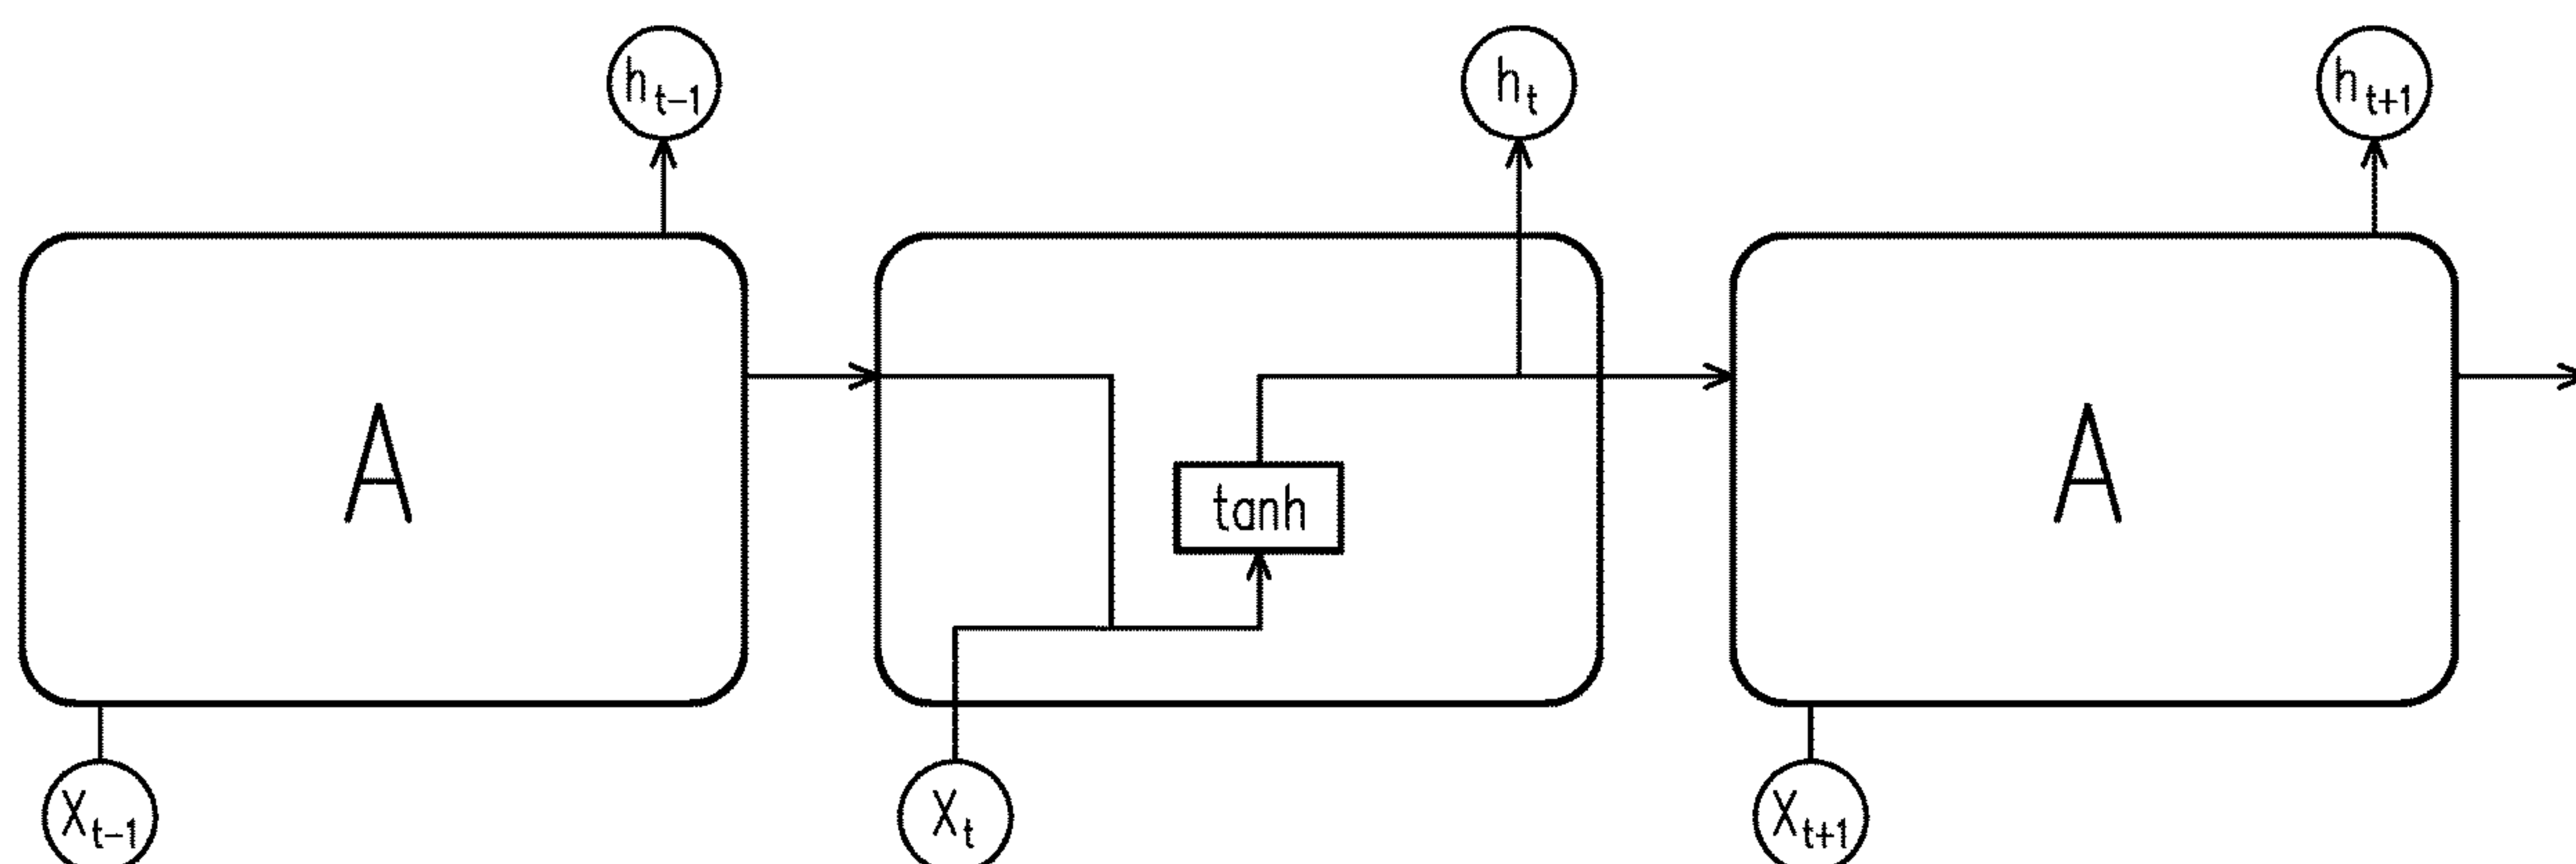 h_{t-1} h_t h_{t+1}
A tanh A
X_{t-1} X_t X_{t+1}